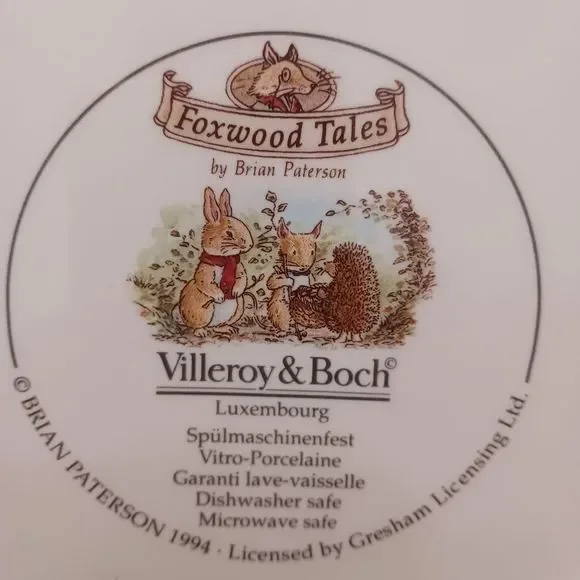 Foxwood Tales
by Brian Paterson
Villeroy & Boch©
Luxembourg
Spülmaschinenfest
Vitro-Porcelaine
Garanti lave-vaisselle
Dishwasher safe
Microwave safe
© BRIAN PATERSON 1994 · Licensed by Gresham Licensing Ltd.